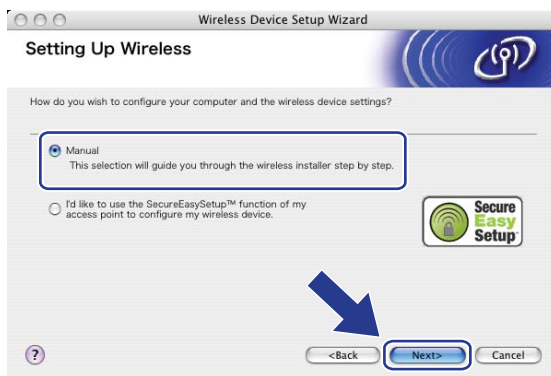 Wireless Device Setup Wizard
Setting Up Wireless
How do you wish to configure your computer and the wireless device settings?
Manual
This selection will guide you through the wireless installer step by step.
I'd like to use the SecureEasySetup™ function of my
access point to configure my wireless device.
Secure
Easy
Setup
?
<Back
Next>
Cancel